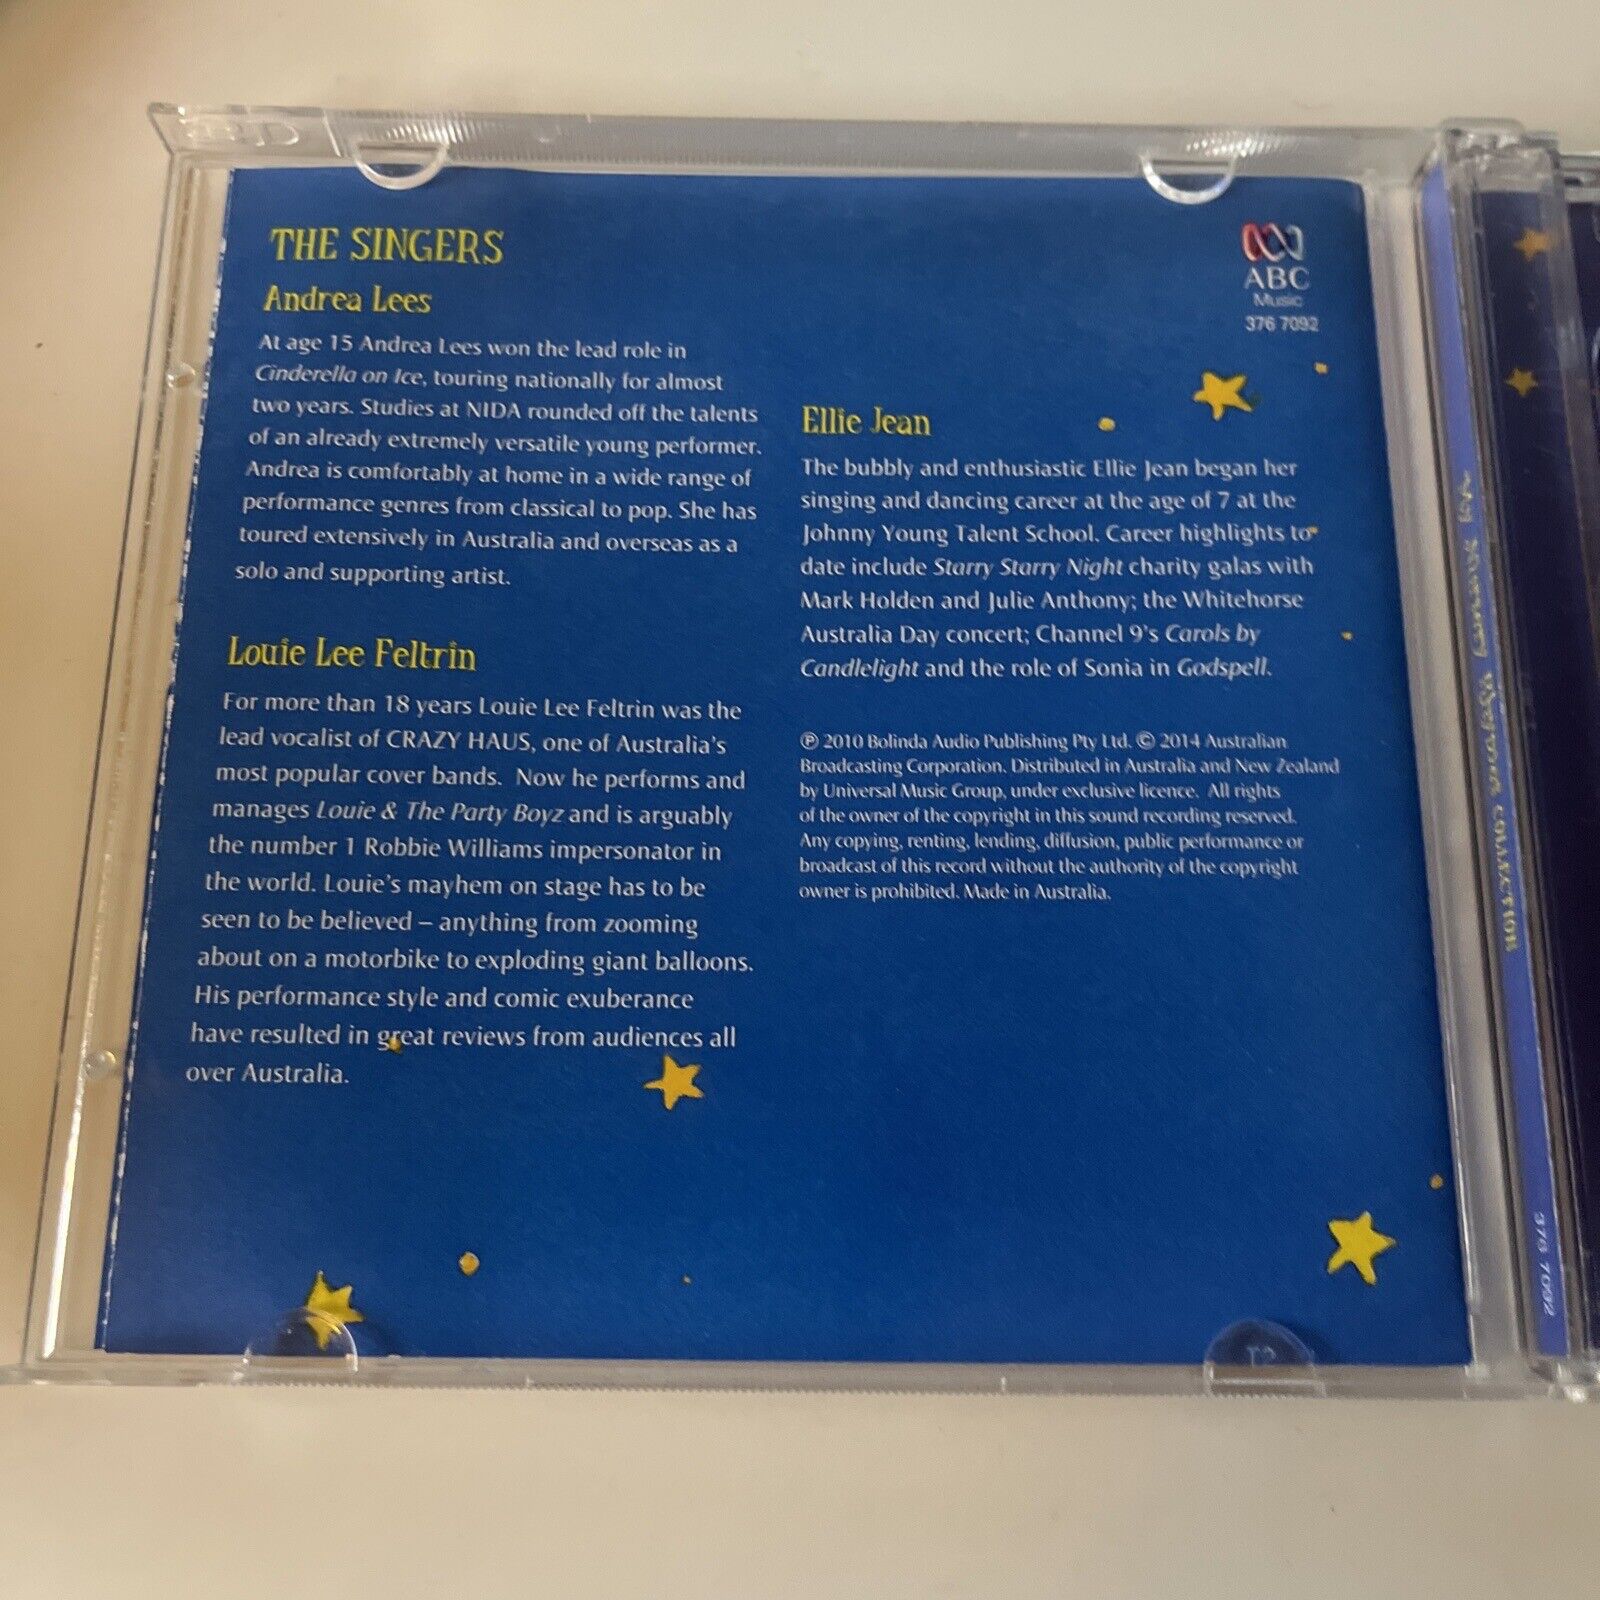 THE SINGERS
Andrea Lees
At age 15 Andrea Lees won the lead role in
Cinderella on Ice, touring nationally for almost
two years. Studies at NIDA rounded off the talents
of an already extremely versatile young performer.
Andrea is comfortably at home in a wide range of
performance genres from classical to pop. She has
toured extensively in Australia and overseas as a
solo and supporting artist.
Louie Lee Feltrin
For more than 18 years Louie Lee Feltrin was the
lead vocalist of CRAZY HAUS, one of Australia's
most popular cover bands. Now he performs and
manages Louie & The Party Boyz and is arguably
the number 1 Robbie Williams impersonator in
the world. Louie's mayhem on stage has to be
seen to be believed – anything from zooming
about on a motorbike to exploding giant balloons.
His performance style and comic exuberance
have resulted in great reviews from audiences all
over Australia.
ABC
Music
376 7092
Ellie Jean
The bubbly and enthusiastic Ellie Jean began her
singing and dancing career at the age of 7 at the
Johnny Young Talent School. Career highlights to
date include Starry Starry Night charity galas with
Mark Holden and Julie Anthony; the Whitehorse
Australia Day concert; Channel 9's Carols by
Candlelight and the role of Sonia in Godspell.
℗ 2010 Bolinda Audio Publishing Pty Ltd. © 2014 Australian
Broadcasting Corporation. Distributed in Australia and New Zealand
by Universal Music Group, under exclusive licence. All rights
of the owner of the copyright in this sound recording reserved.
Any copying, renting, lending, diffusion, public performance or
broadcast of this record without the authority of the copyright
owner is prohibited. Made in Australia.
COLLECTION
376 7092